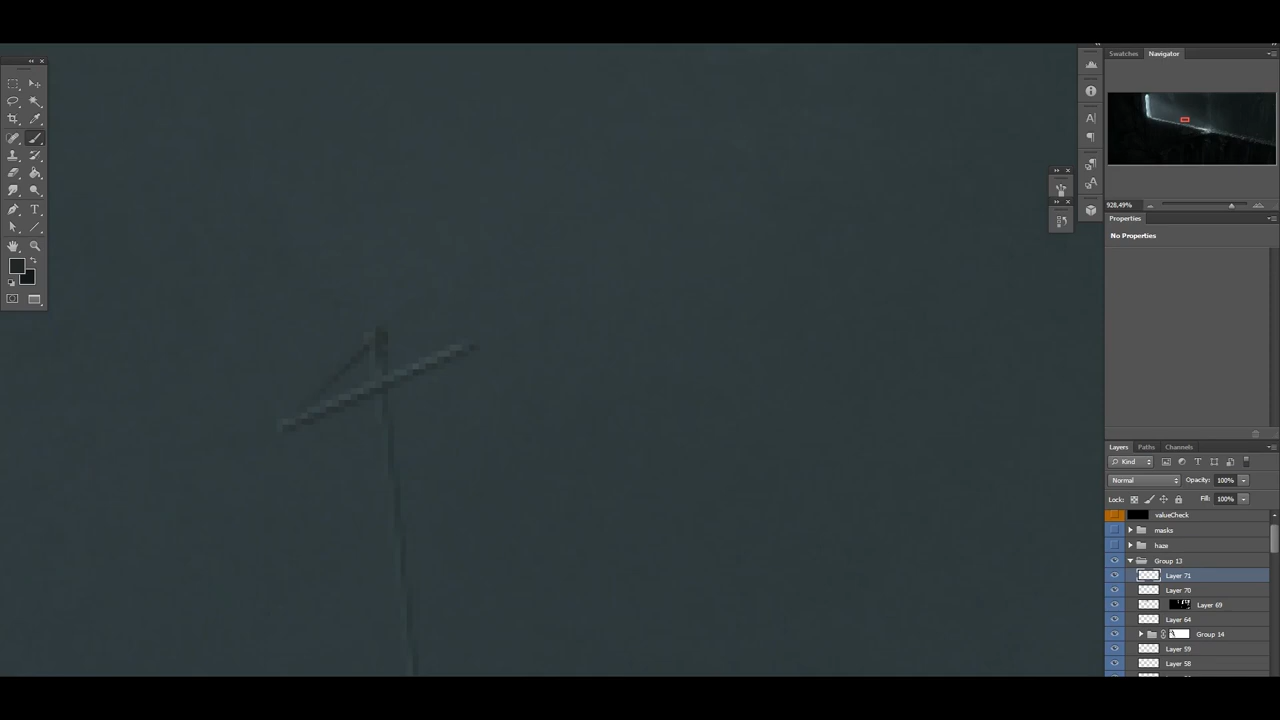 Swatches Navigator
928,49%
Properties
No Properties
Layers Paths Channels
Kind
Normal Opacity: 100%
Lock: Fill: 100%
valueCheck
masks
haze
Group 13
Layer 71
Layer 70
Layer 69
Layer 64
Group 14
Layer 59
Layer 58